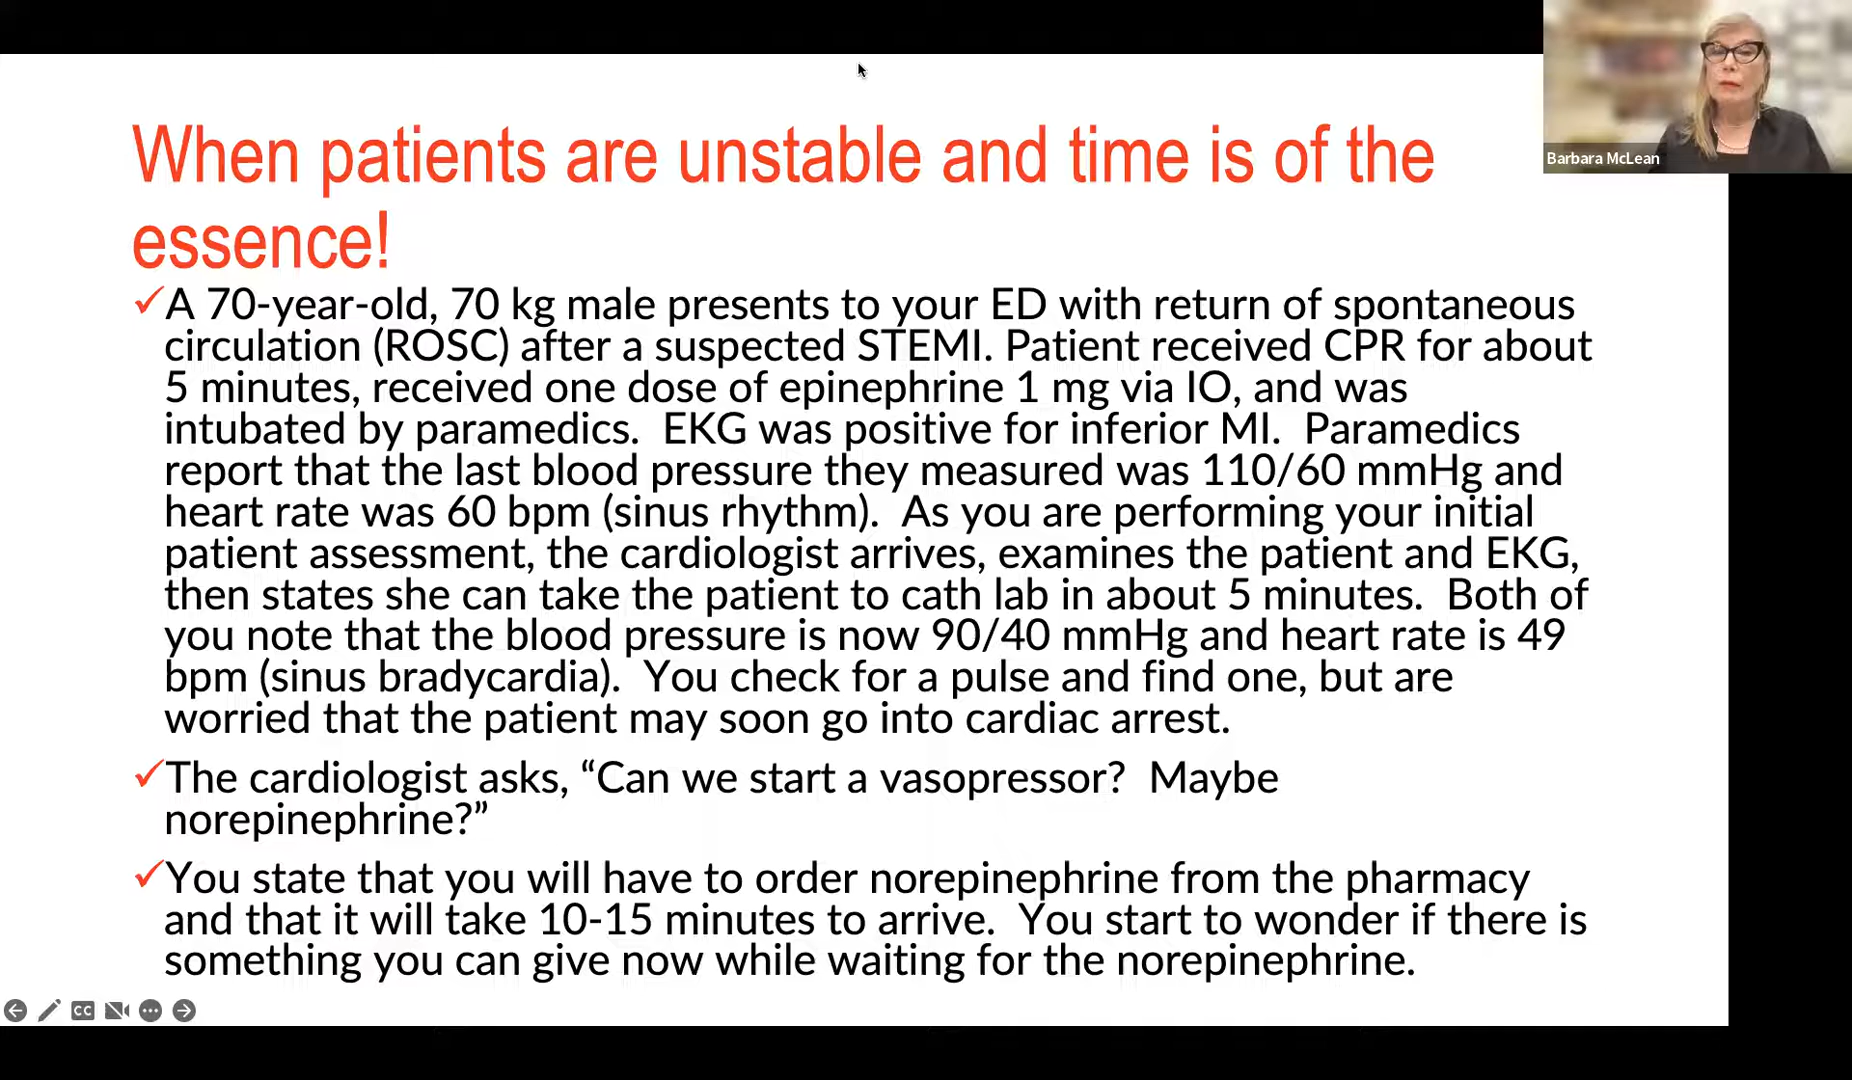 When patients are unstable and time is of the
essence!
Barbara McLean
✓A 70-year-old, 70 kg male presents to your ED with return of spontaneous
circulation (ROSC) after a suspected STEMI. Patient received CPR for about
5 minutes, received one dose of epinephrine 1 mg via IO, and was
intubated by paramedics.  EKG was positive for inferior MI.  Paramedics
report that the last blood pressure they measured was 110/60 mmHg and
heart rate was 60 bpm (sinus rhythm).  As you are performing your initial
patient assessment, the cardiologist arrives, examines the patient and EKG,
then states she can take the patient to cath lab in about 5 minutes.  Both of
you note that the blood pressure is now 90/40 mmHg and heart rate is 49
bpm (sinus bradycardia).  You check for a pulse and find one, but are
worried that the patient may soon go into cardiac arrest.
✓The cardiologist asks, “Can we start a vasopressor?  Maybe
norepinephrine?”
✓You state that you will have to order norepinephrine from the pharmacy
and that it will take 10-15 minutes to arrive.  You start to wonder if there is
something you can give now while waiting for the norepinephrine.
CC